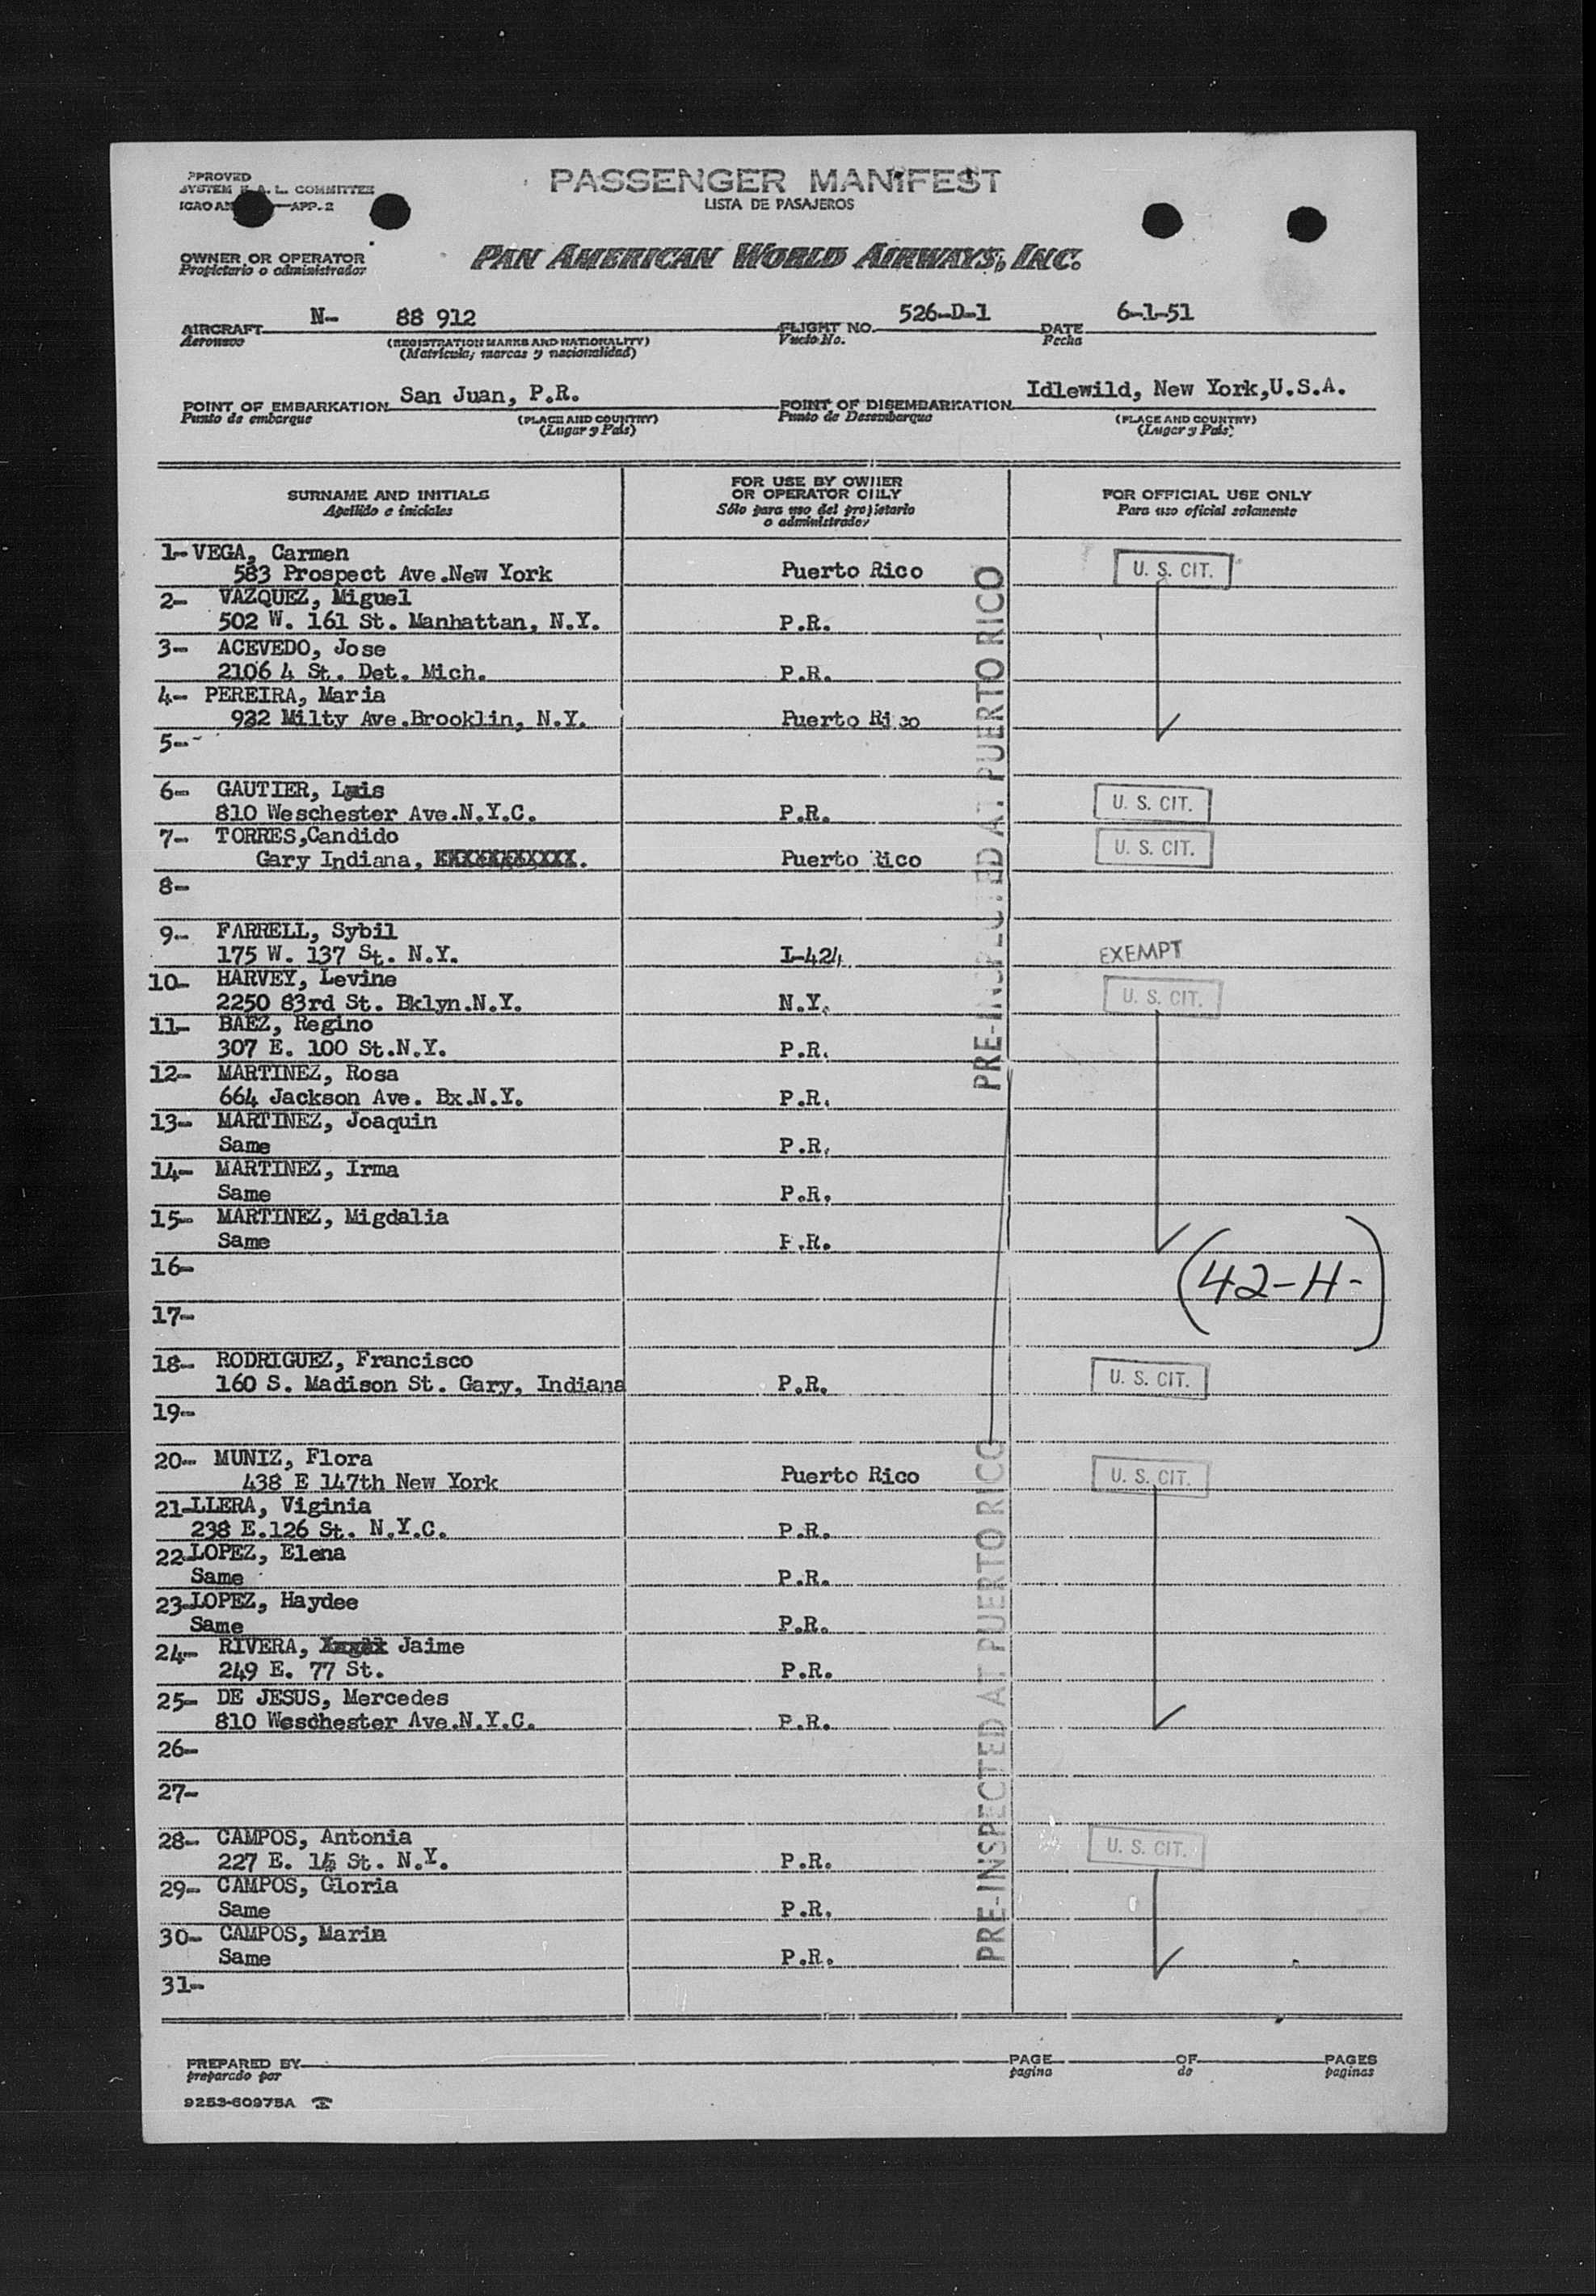 PPROVED
SYSTEM F.A.L. COMMITTEE
ICAO AN APP. 2
PASSENGER MANIFEST
LISTA DE PASAJEROS
OWNER OR OPERATOR
Propietario o administrador
PAN AMERICAN WORLD AIRWAYS, INC.
AIRCRAFT N- 88 912 FLIGHT NO. 526-D-1 DATE 6-1-51
Aeronave (REGISTRATION MARKS AND NATIONALITY) Vuelo No. Fecha
(Matrícula, marcas y nacionalidad)
POINT OF EMBARKATION San Juan, P.R. POINT OF DISEMBARKATION Idlewild, New York,U.S.A.
Punto de embarque (PLACE AND COUNTRY) Punto de Desembarque (PLACE AND COUNTRY)
(Lugar y País) (Lugar y País)
SURNAME AND INITIALS
Apellido e iniciales
FOR USE BY OWNER
OR OPERATOR ONLY
Sólo para uso del propietario
o administrador
FOR OFFICIAL USE ONLY
Para uso oficial solamente
1- VEGA, Carmen
583 Prospect Ave.New York Puerto Rico U. S. CIT.
2- VAZQUEZ, Miguel
502 W. 161 St. Manhattan, N.Y. P.R.
3- ACEVEDO, Jose
2106 4 St. Det. Mich. P.R.
4- PEREIRA, Maria
932 Milty Ave.Brooklin, N.Y. Puerto Rico
5-
6- GAUTIER, Luis
810 Weschester Ave.N.Y.C. P.R. U. S. CIT.
7- TORRES,Candido
Gary Indiana, Puerto Rico U. S. CIT.
8-
9- FARRELL, Sybil
175 W. 137 St. N.Y. I-424 EXEMPT
10- HARVEY, Levine
2250 83rd St. Bklyn.N.Y. N.Y. U. S. CIT.
11- BAEZ, Regino
307 E. 100 St.N.Y. P.R.
12- MARTINEZ, Rosa
664 Jackson Ave. Bx.N.Y. P.R.
13- MARTINEZ, Joaquin
Same P.R.
14- MARTINEZ, Irma
Same P.R.
15- MARTINEZ, Migdalia
Same P.R.
16-
(42-H-)
17-
18- RODRIGUEZ, Francisco
160 S. Madison St. Gary, Indiana P.R. U. S. CIT.
19-
20- MUNIZ, Flora
438 E 147th New York Puerto Rico U. S. CIT.
21-LLERA, Viginia
238 E.126 St. N.Y.C. P.R.
22-LOPEZ, Elena
Same P.R.
23-LOPEZ, Haydee
Same P.R.
24- RIVERA, Jaime
249 E. 77 St. P.R.
25- DE JESUS, Mercedes
810 Weschester Ave.N.Y.C. P.R.
26-
27-
28- CAMPOS, Antonia
227 E. St. N.Y. P.R. U. S. CIT.
29- CAMPOS, Gloria
Same P.R.
30- CAMPOS, Maria
Same P.R.
31-
PRE-INSPECTED AT PUERTO RICO
PRE-INSPECTED AT PUERTO RICO
PREPARED BY PAGE OF PAGES
preparado por pagina de paginas
9253-60975A